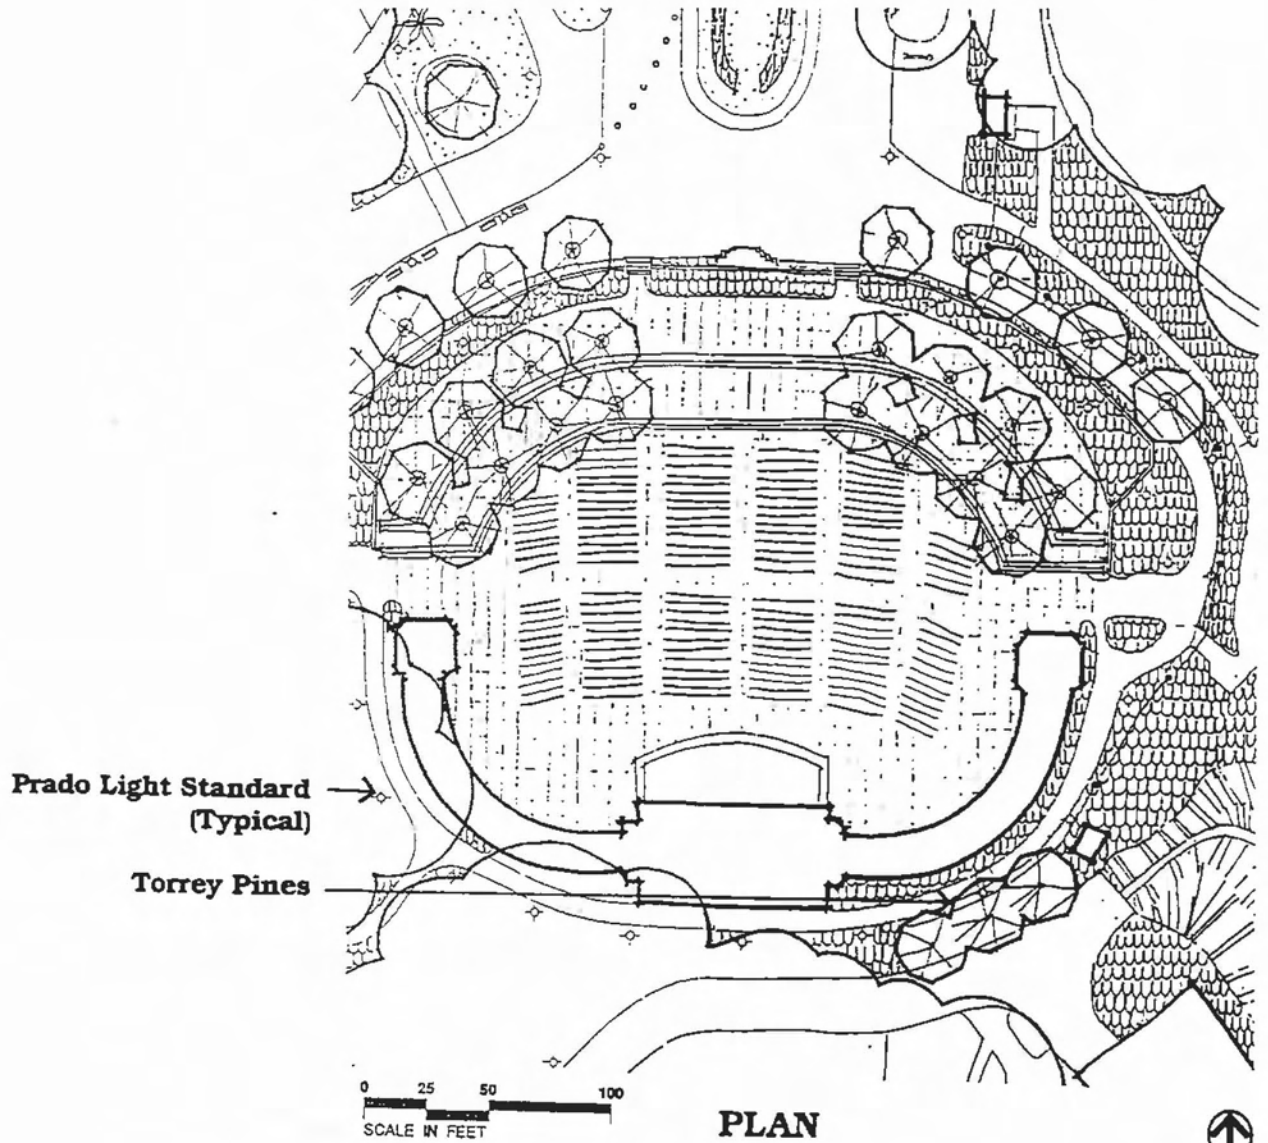 Prado Light Standard
(Typical)
Torrey Pines
0 25 50 100
SCALE IN FEET
PLAN